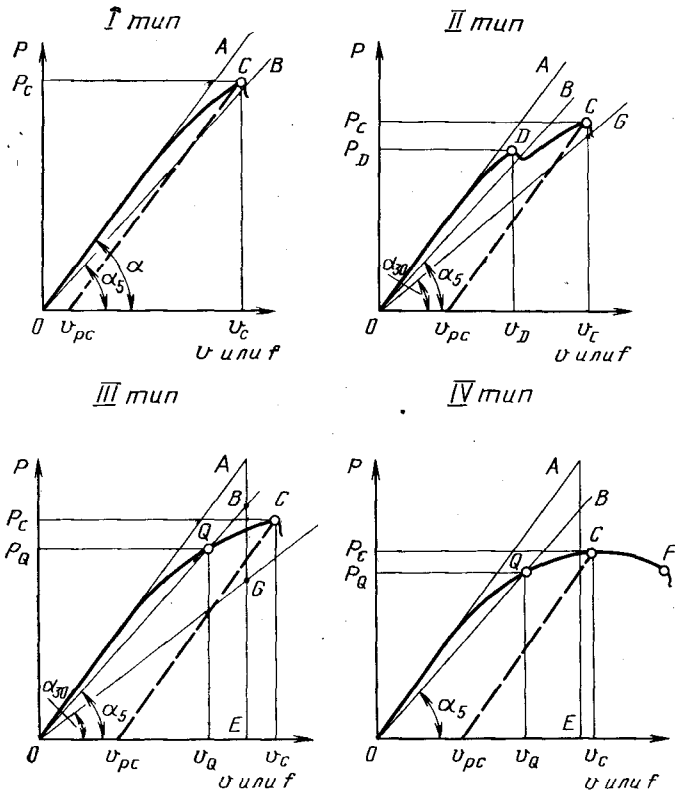 I тип
P
A
B
C
P_C
α
α_5
0
υ_pc
υ_C
υ или f
II тип
P
A
B
C
G
P_C
D
P_D
α_30
α_5
0
υ_pc
υ_D
υ_C
υ или f
III тип
P
A
B
C
P_C
Q
P_Q
G
α_30
α_5
E
0
υ_pc
υ_Q
υ_C
υ или f
IV тип
P
A
B
C
P_C
Q
F
P_Q
α_5
E
0
υ_pc
υ_Q
υ_C
υ или f